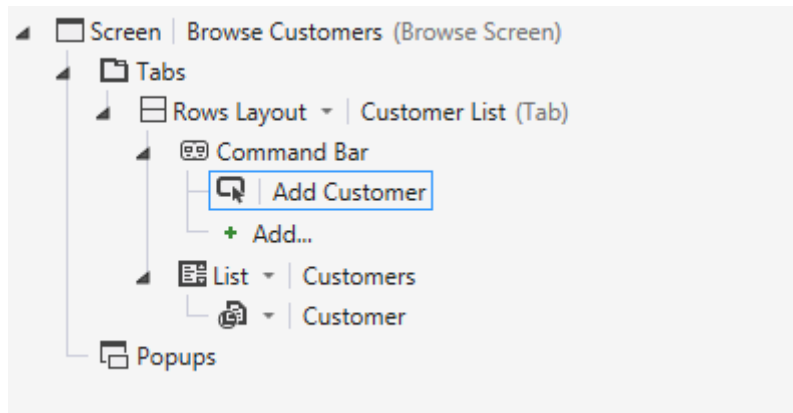 Screen | Browse Customers (Browse Screen)
Tabs
Rows Layout | Customer List (Tab)
Command Bar
Add Customer
+ Add...
List | Customers
Customer
Popups